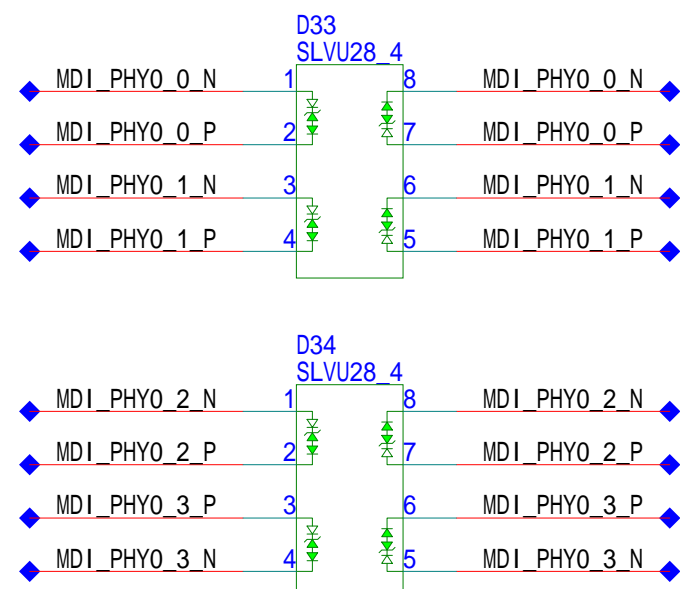 D33
SLVU28_4
MDI_PHY0_0_N 1 8 MDI_PHY0_0_N
MDI_PHY0_0_P 2 7 MDI_PHY0_0_P
MDI_PHY0_1_N 3 6 MDI_PHY0_1_N
MDI_PHY0_1_P 4 5 MDI_PHY0_1_P
D34
SLVU28_4
MDI_PHY0_2_N 1 8 MDI_PHY0_2_N
MDI_PHY0_2_P 2 7 MDI_PHY0_2_P
MDI_PHY0_3_P 3 6 MDI_PHY0_3_P
MDI_PHY0_3_N 4 5 MDI_PHY0_3_N